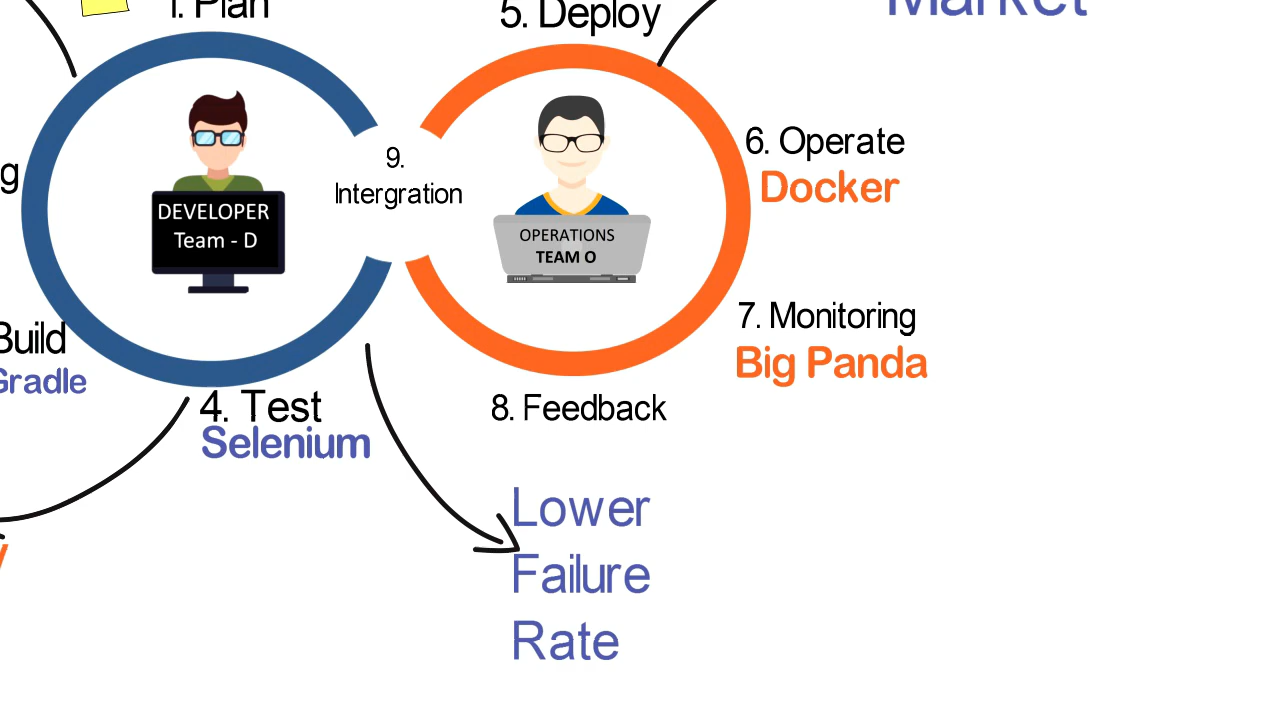 1. Plan
5. Deploy
Market
9.
Intergration
6. Operate
Docker
g
DEVELOPER
Team - D
OPERATIONS
TEAM O
7. Monitoring
Big Panda
Build
Gradle
4. Test
Selenium
8. Feedback
Lower
Failure
Rate